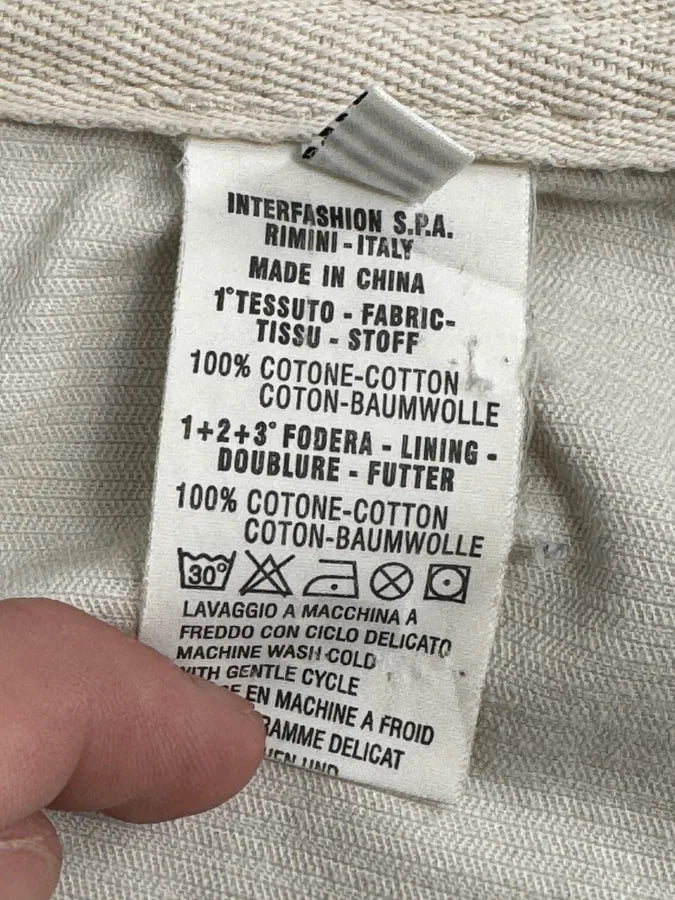 INTERFASHION S.P.A.
RIMINI - ITALY
MADE IN CHINA
1°TESSUTO - FABRIC-
TISSU - STOFF
100% COTONE-COTTON
COTON-BAUMWOLLE
1+2+3° FODERA - LINING -
DOUBLURE - FUTTER
100% COTONE-COTTON
COTON-BAUMWOLLE
30°
LAVAGGIO A MACCHINA A
FREDDO CON CICLO DELICATO
MACHINE WASH COLD
WITH GENTLE CYCLE
EN MACHINE A FROID
DELICAT
UND